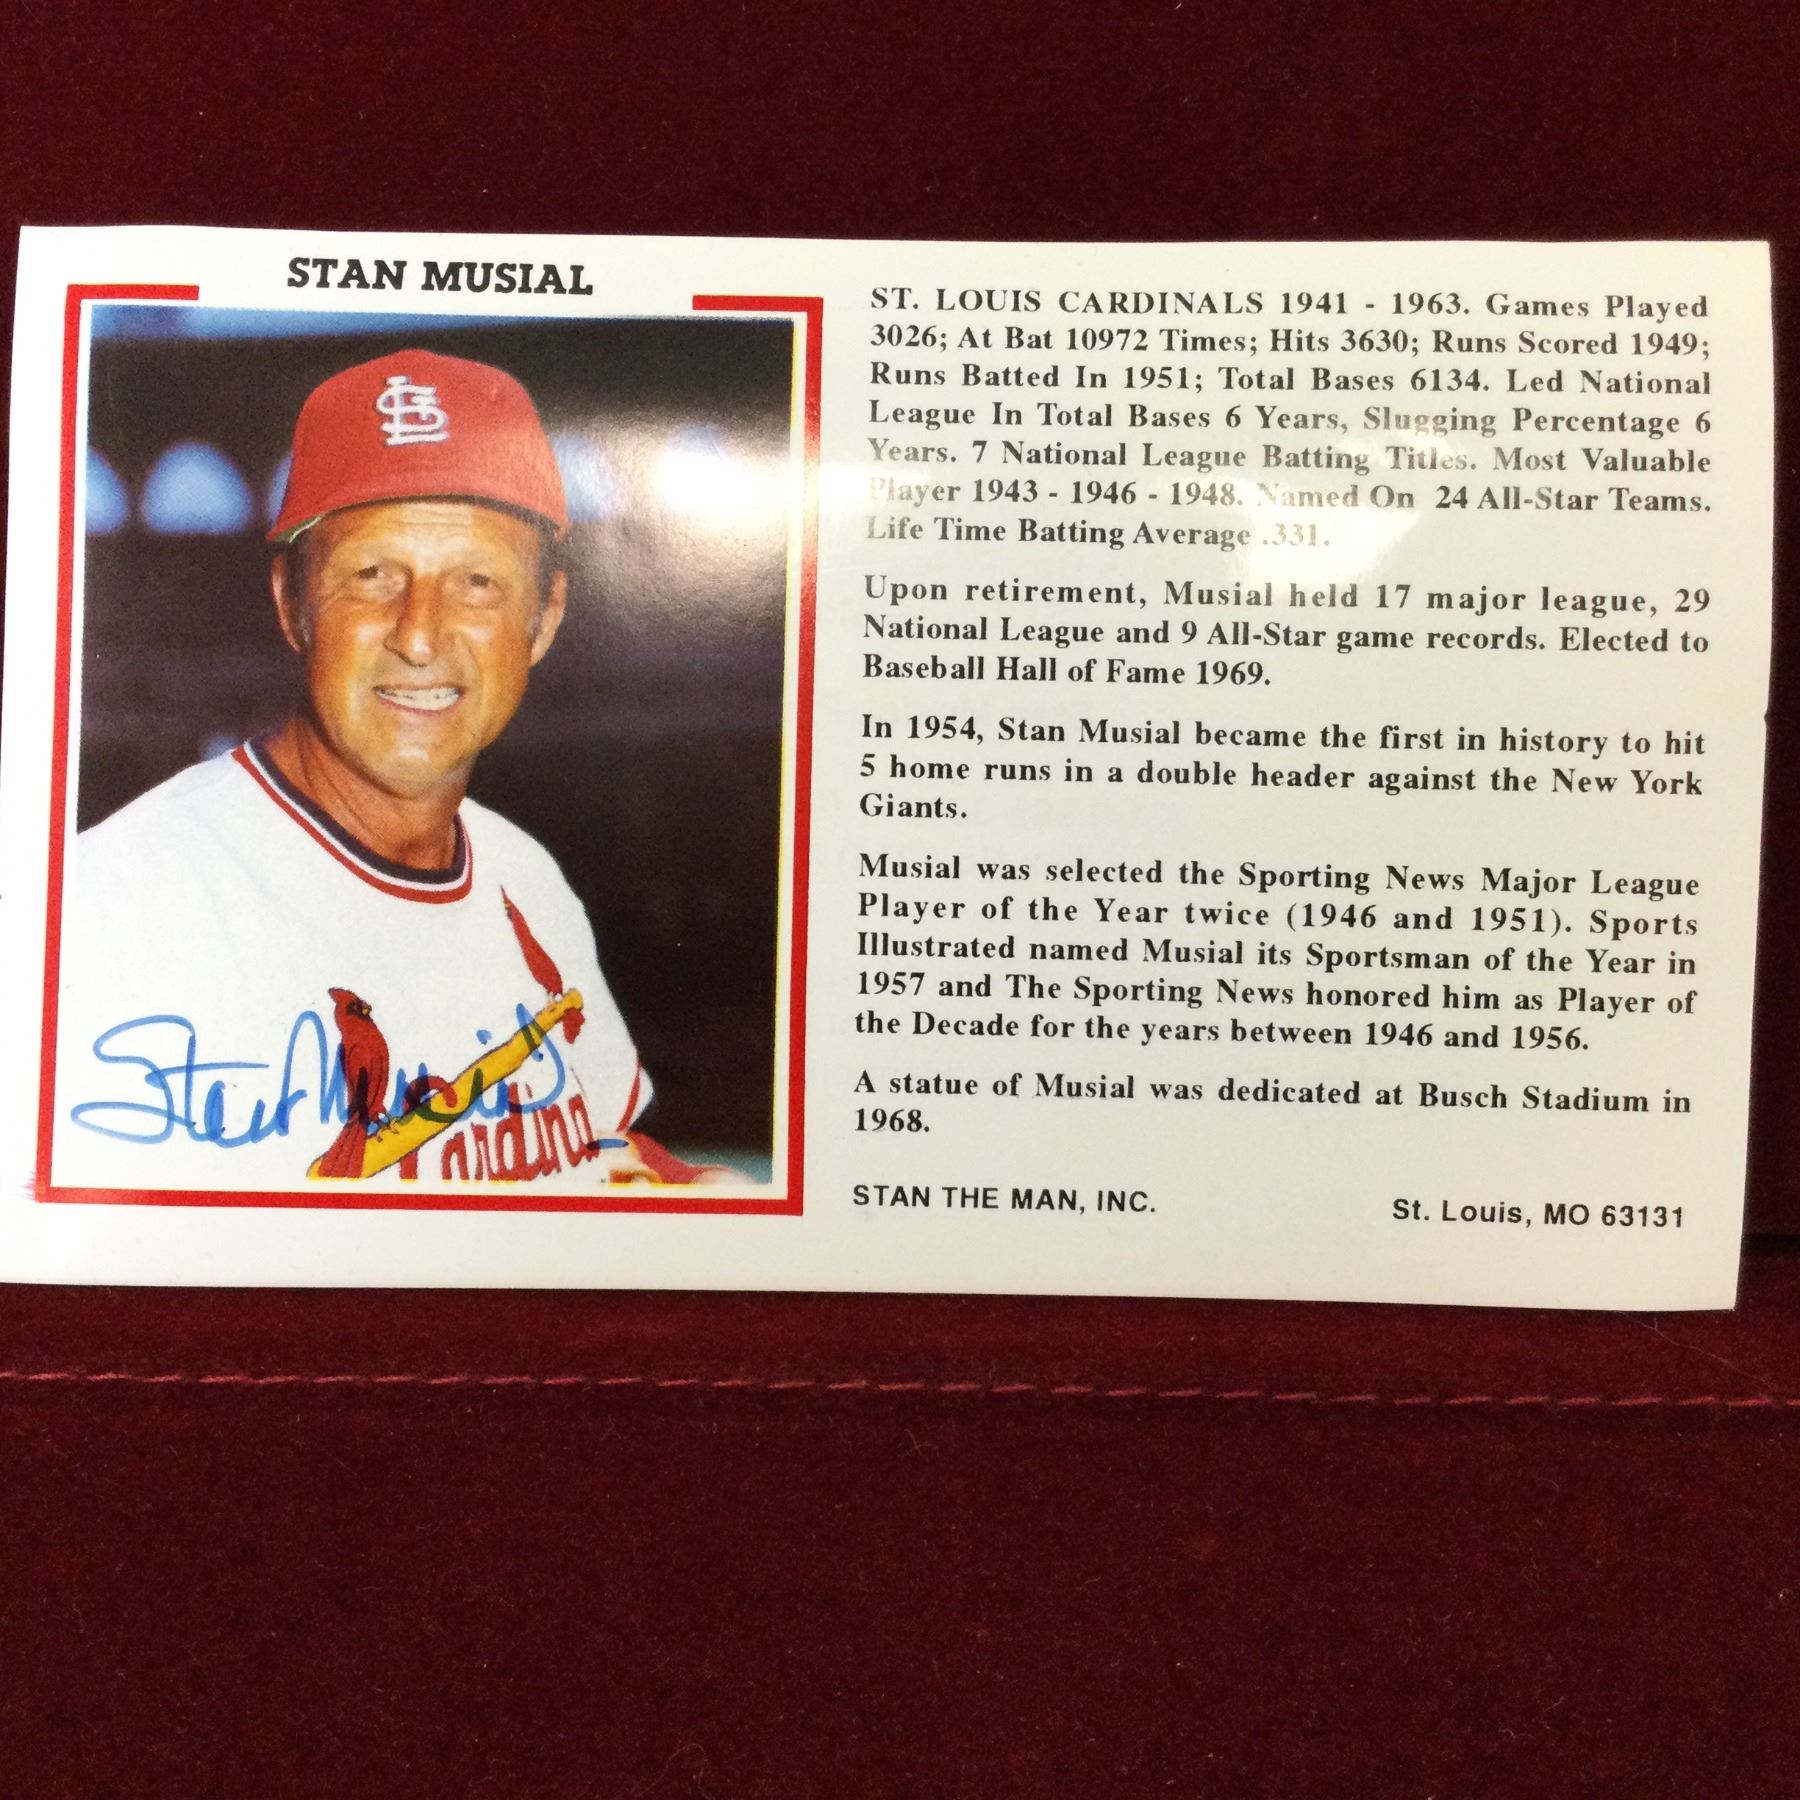 STAN MUSIAL
Stan Musial
Cardinal
ST. LOUIS CARDINALS 1941 - 1963. Games Played
3026; At Bat 10972 Times; Hits 3630; Runs Scored 1949;
Runs Batted In 1951; Total Bases 6134. Led National
League In Total Bases 6 Years, Slugging Percentage 6
Years. 7 National League Batting Titles. Most Valuable
Player 1943 - 1946 - 1948. Named On 24 All-Star Teams.
Life Time Batting Average .331.
Upon retirement, Musial held 17 major league, 29
National League and 9 All-Star game records. Elected to
Baseball Hall of Fame 1969.
In 1954, Stan Musial became the first in history to hit
5 home runs in a double header against the New York
Giants.
Musial was selected the Sporting News Major League
Player of the Year twice (1946 and 1951). Sports
Illustrated named Musial its Sportsman of the Year in
1957 and The Sporting News honored him as Player of
the Decade for the years between 1946 and 1956.
A statue of Musial was dedicated at Busch Stadium in
1968.
STAN THE MAN, INC. St. Louis, MO 63131